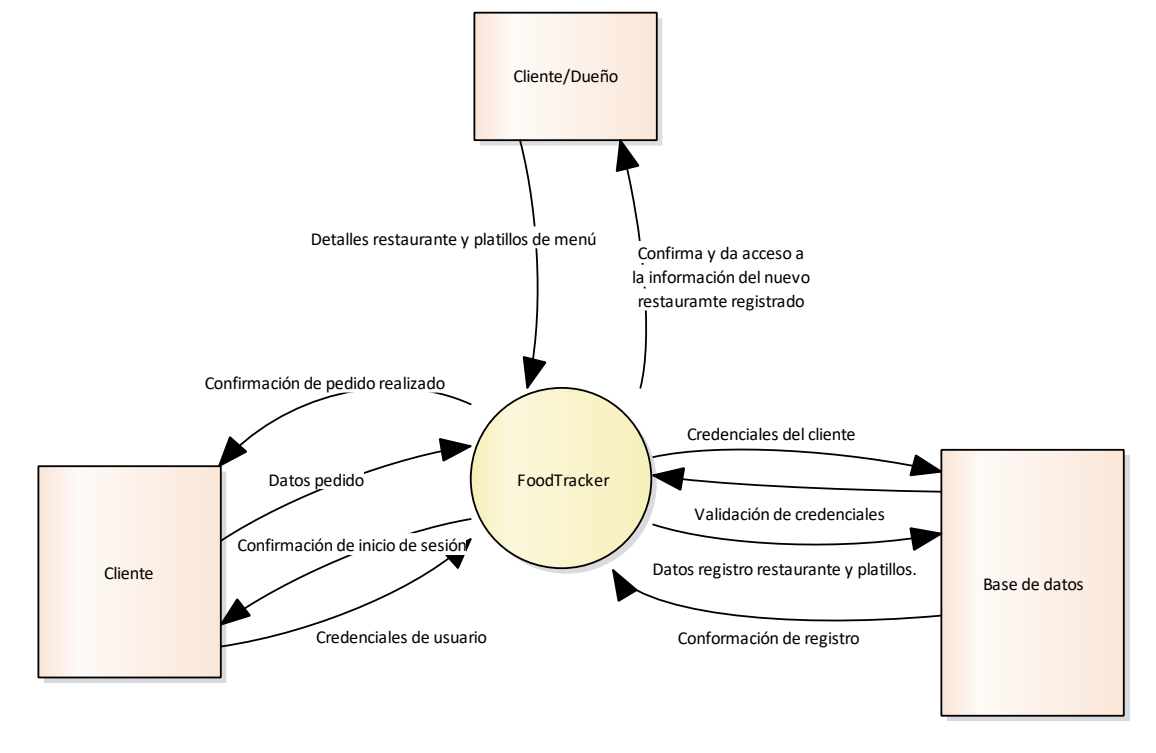 Cliente/Dueño
Detalles restaurante y platillos de menú
Confirma y da acceso a
la información del nuevo
restauramte registrado
Confirmación de pedido realizado
Credenciales del cliente
Datos pedido
FoodTracker
Validación de credenciales
Confirmación de inicio de sesión
Cliente
Datos registro restaurante y platillos.
Base de datos
Credenciales de usuario
Conformación de registro